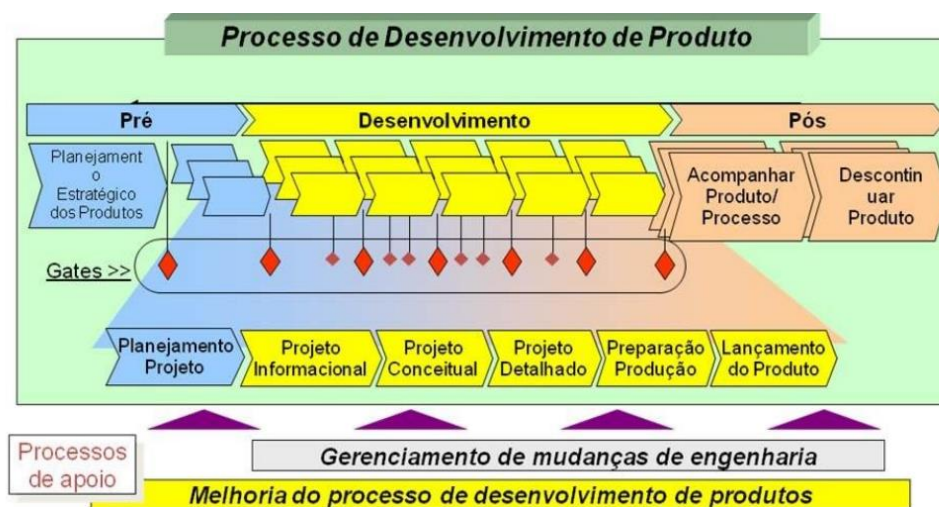 Processo de Desenvolvimento de Produto
Pré
Desenvolvimento
Pós
Planejament
o
Estratégico
dos Produtos
Acompanhar
Produto/
Processo
Descontin
uar
Produto
Gates >>
Planejamento
Projeto
Projeto
Informacional
Projeto
Conceitual
Projeto
Detalhado
Preparação
Produção
Lançamento
do Produto
Processos
de apoio
Gerenciamento de mudanças de engenharia
Melhoria do processo de desenvolvimento de produtos